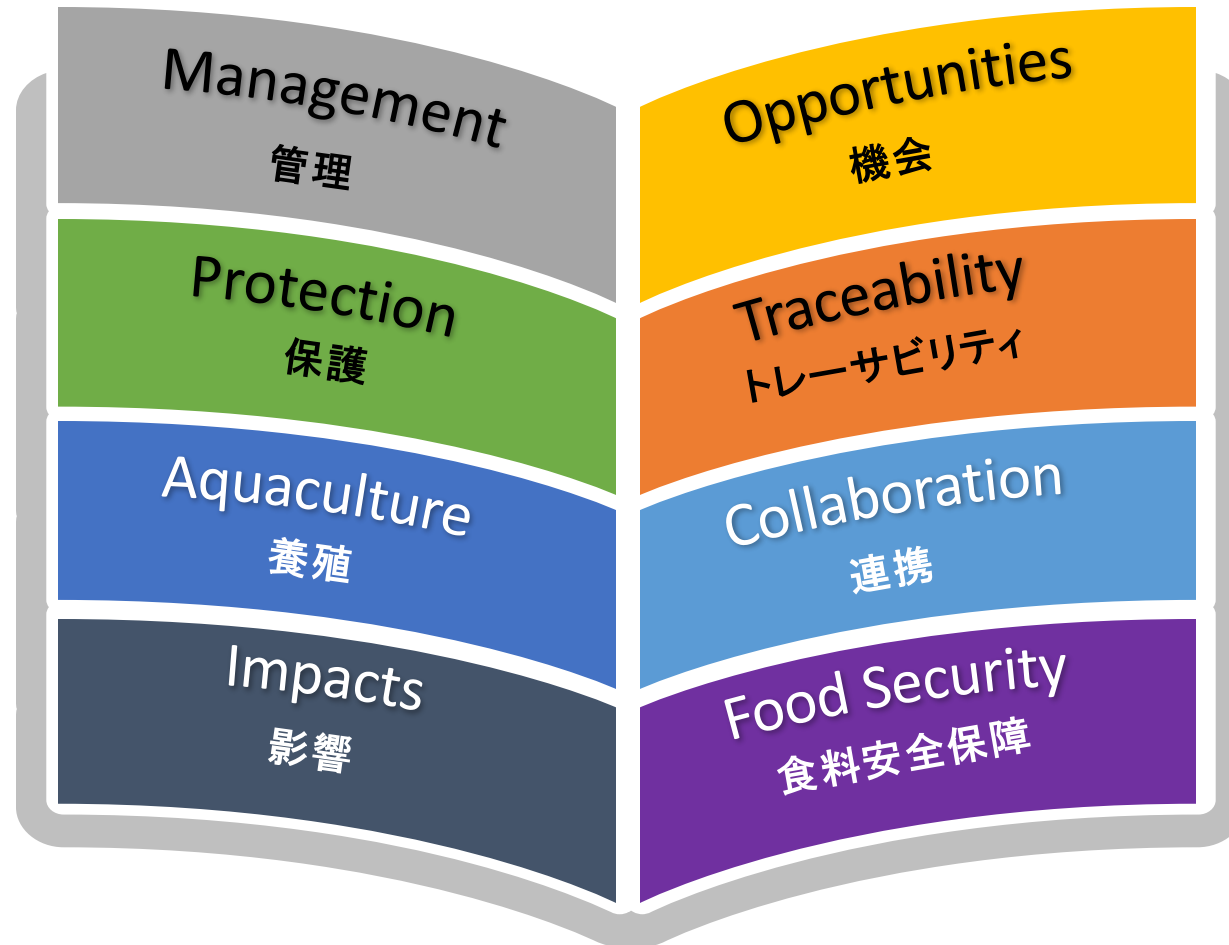 Management
管理
Protection
保護
Aquaculture
養殖
Impacts
影響
Opportunities
機会
Traceability
トレーサビリティ
Collaboration
連携
Food Security
食料安全保障